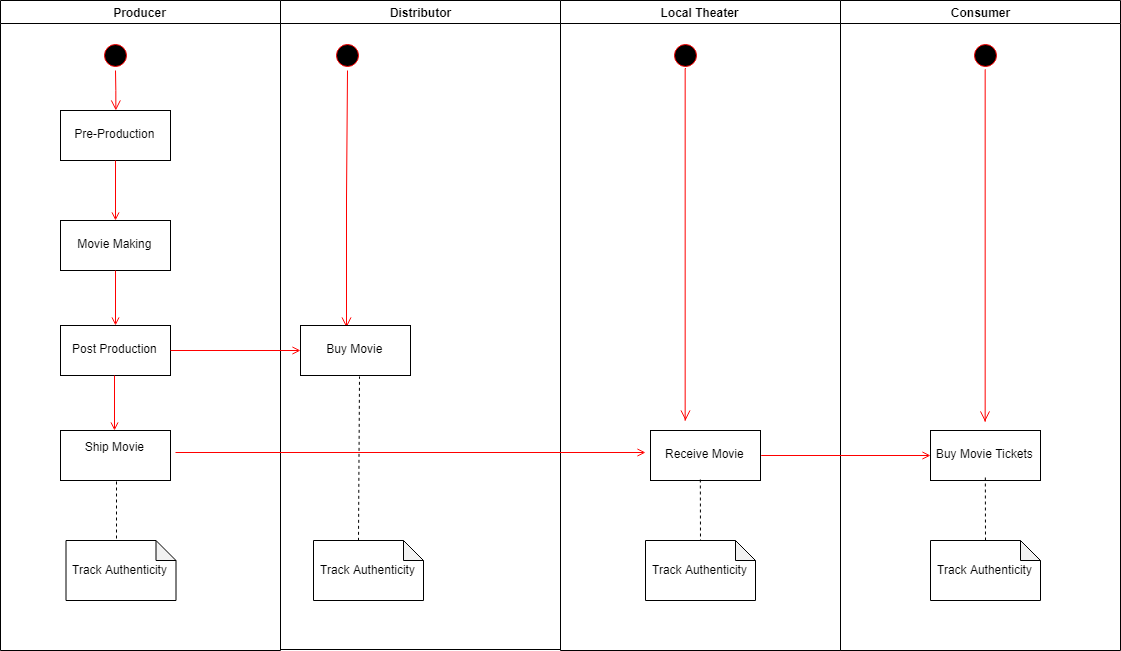 Producer
Distributor
Local Theater
Consumer
Pre-Production
Movie Making
Post Production
Buy Movie
Ship Movie
Receive Movie
Buy Movie Tickets
Track Authenticity
Track Authenticity
Track Authenticity
Track Authenticity